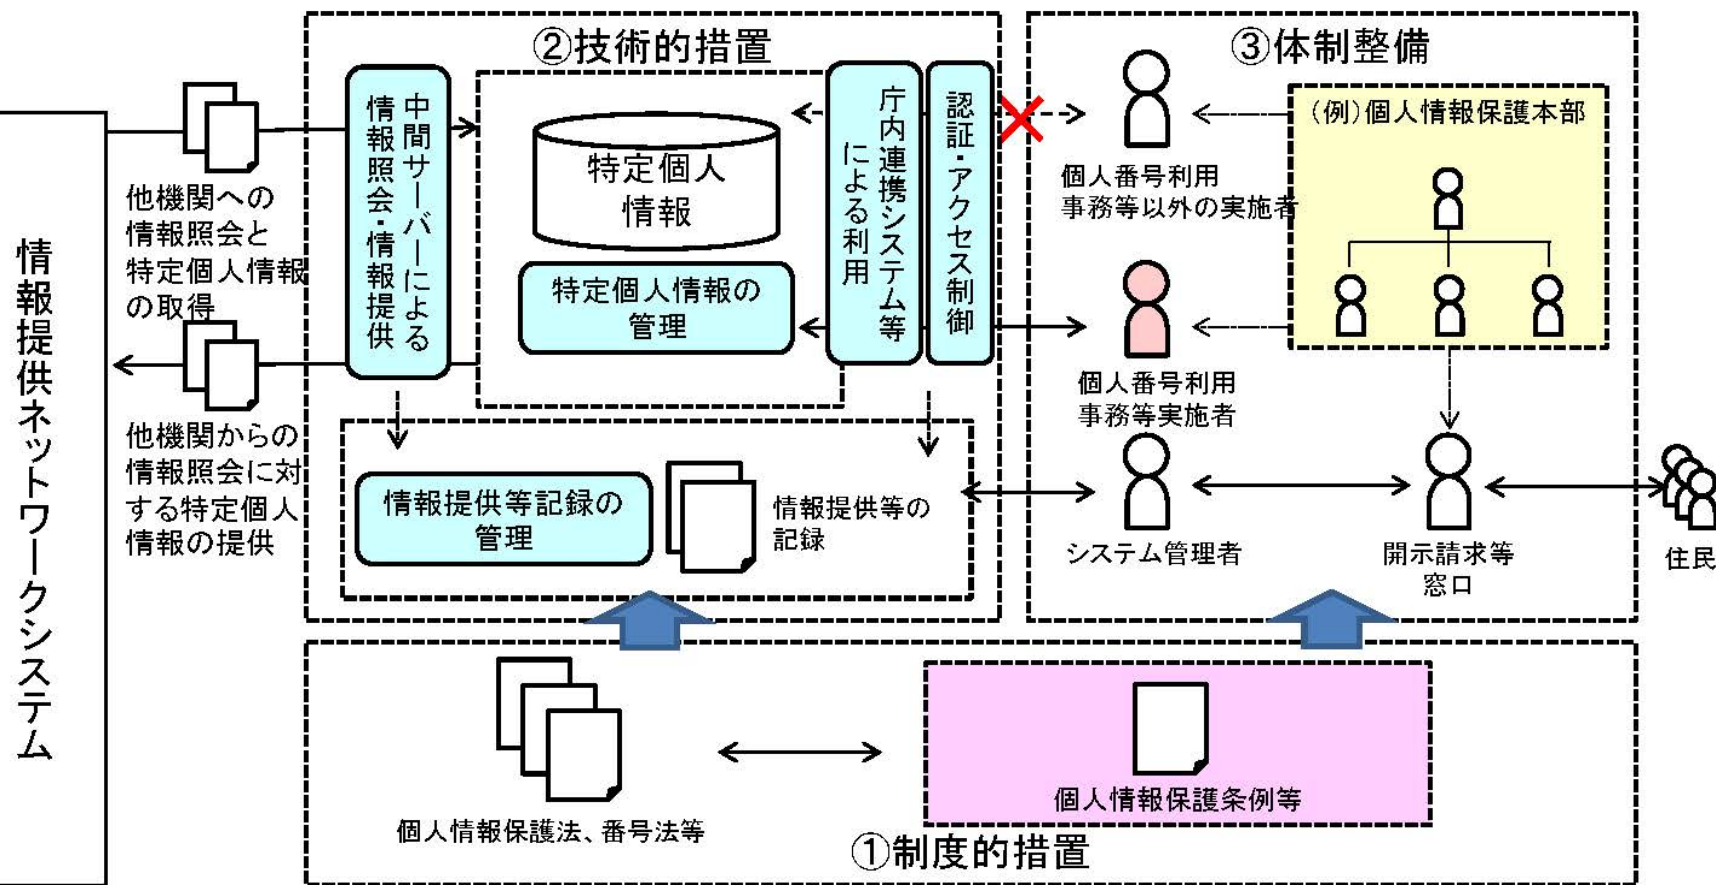 情報提供ネットワークシステム
他機関への
情報照会と
特定個人情報
の取得
他機関からの
情報照会に対
する特定個人
情報の提供
②技術的措置
中間サーバーによる
情報照会・情報提供
特定個人
情報
特定個人情報の
管理
庁内連携システム等
による利用
認証・アクセス制御
情報提供等記録の
管理
情報提供等の
記録
③体制整備
個人番号利用
事務等以外の実施者
(例)個人情報保護本部
個人番号利用
事務等実施者
システム管理者
開示請求等
窓口
住民
個人情報保護法、番号法等
個人情報保護条例等
①制度的措置